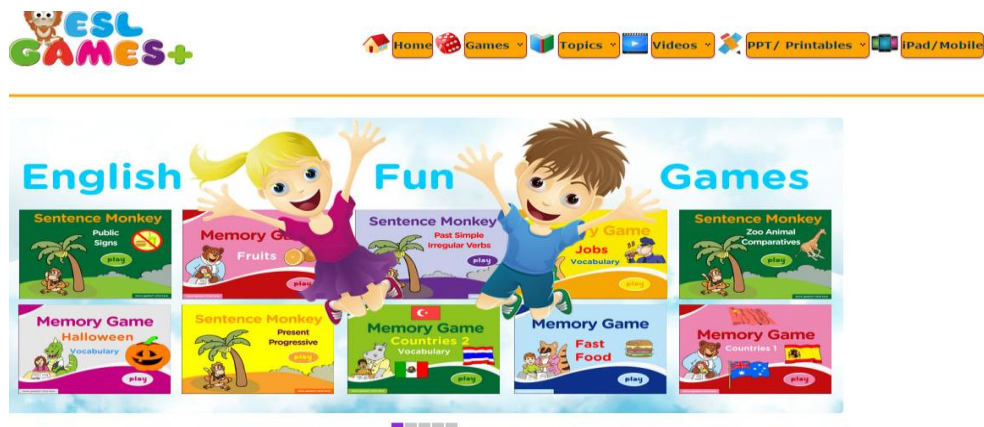 ESL
GAMES+
Home
Games
Topics
Videos
PPT/ Printables
iPad/Mobile
English Fun Games
Sentence Monkey
Public
Signs
play
Memory
Fruits
play
Sentence Monkey
Past Simple
Irregular Verbs
play
Game
Jobs
Vocabulary
play
Sentence Monkey
Zoo Animal
Comparatives
play
Memory Game
Halloween
Vocabulary
play
Sentence Monkey
Present
Progressive
play
Memory Game
Countries 2
Vocabulary
play
Memory Game
Fast
Food
play
Memory Game
Countries 1
play